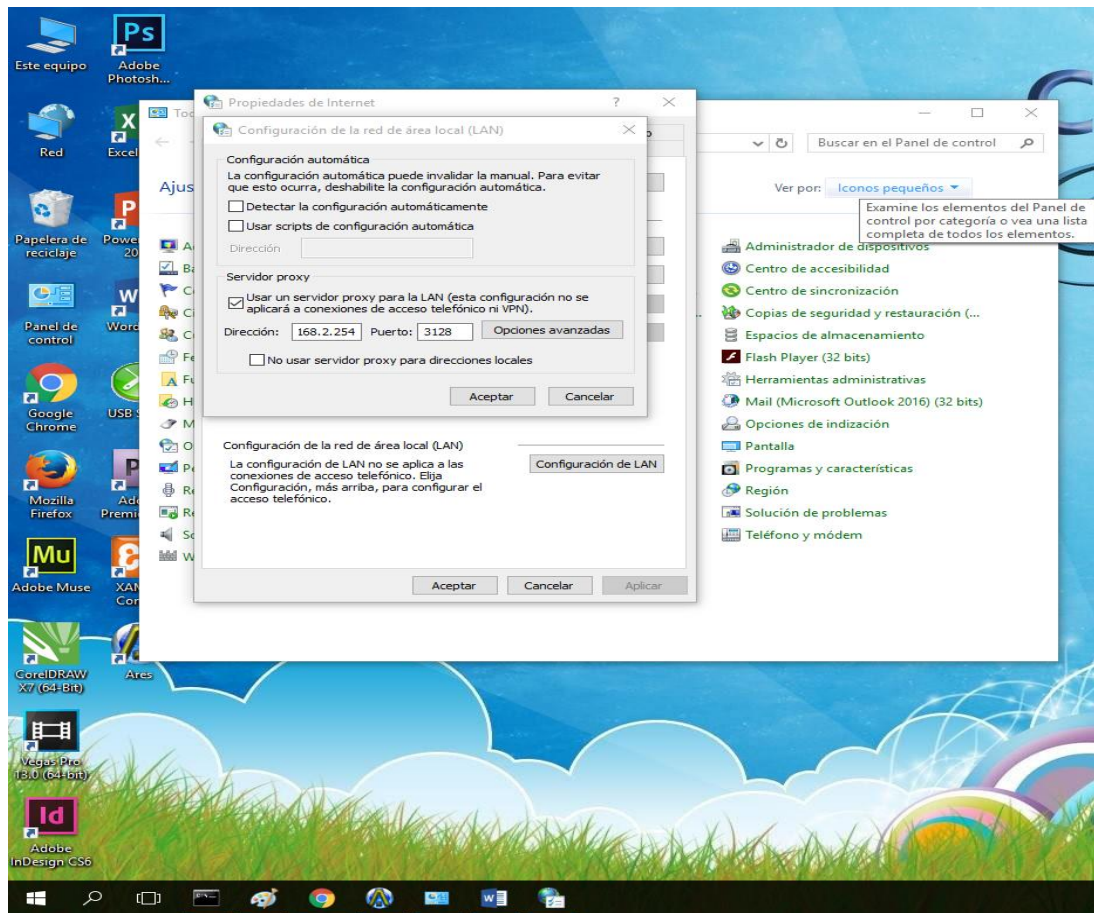 Este equipo
Adobe
Photosh...
Red
Excel
Papelera de
reciclaje
Power
20
Panel de
control
Word
Google
Chrome
USB S
Mozilla
Firefox
Ado
Premi
Adobe Muse
XAM
Con
CorelDRAW
X7 (64-Bit)
Ares
Vegas Pro
13.0 (64-bit)
Adobe
InDesign CS6
Tod
Buscar en el Panel de control
Ajus
Ver por: Iconos pequeños
Examine los elementos del Panel de
control por categoría o vea una lista
completa de todos los elementos.
Propiedades de Internet
Configuración de la red de área local (LAN)
Configuración automática
La configuración automática puede invalidar la manual. Para evitar
que esto ocurra, deshabilite la configuración automática.
Detectar la configuración automáticamente
Usar scripts de configuración automática
Dirección
Servidor proxy
Usar un servidor proxy para la LAN (esta configuración no se
aplicará a conexiones de acceso telefónico ni VPN).
Dirección: 168.2.254 Puerto: 3128 Opciones avanzadas
No usar servidor proxy para direcciones locales
Aceptar Cancelar
Configuración de la red de área local (LAN)
La configuración de LAN no se aplica a las
conexiones de acceso telefónico. Elija
Configuración, más arriba, para configurar el
acceso telefónico.
Configuración de LAN
Aceptar Cancelar Aplicar
Administrador de dispositivos
Centro de accesibilidad
Centro de sincronización
Copias de seguridad y restauración (...
Espacios de almacenamiento
Flash Player (32 bits)
Herramientas administrativas
Mail (Microsoft Outlook 2016) (32 bits)
Opciones de indización
Pantalla
Programas y características
Región
Solución de problemas
Teléfono y módem